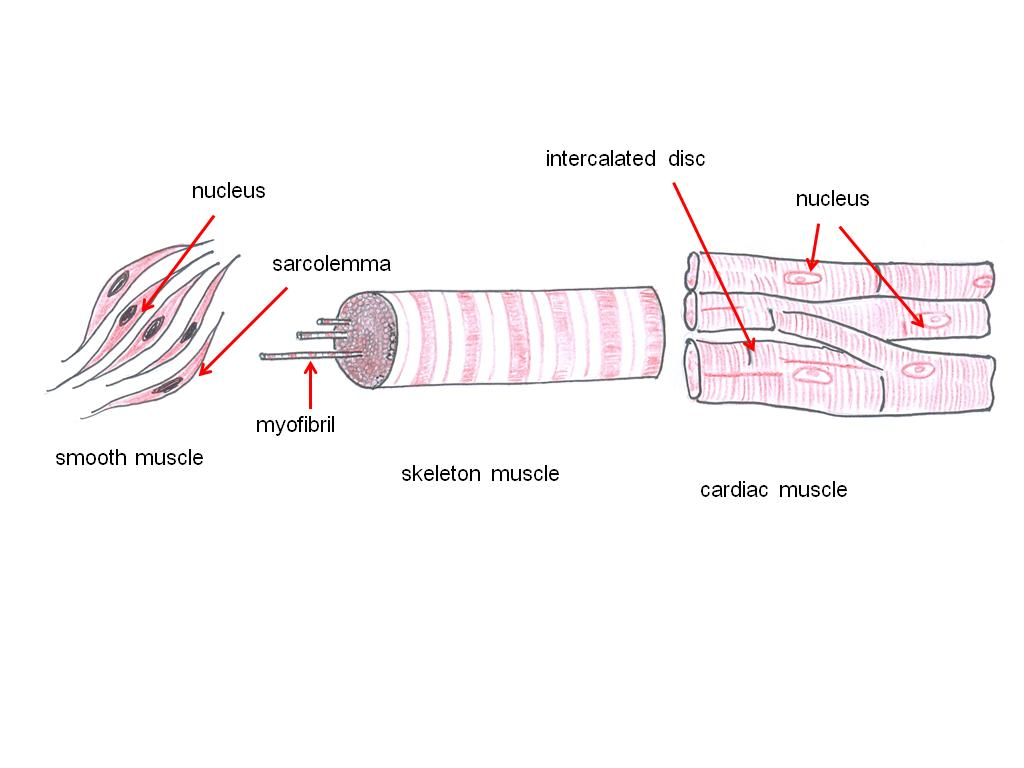 intercalated disc
nucleus
nucleus
sarcolemma
myofibril
smooth muscle
skeleton muscle
cardiac muscle